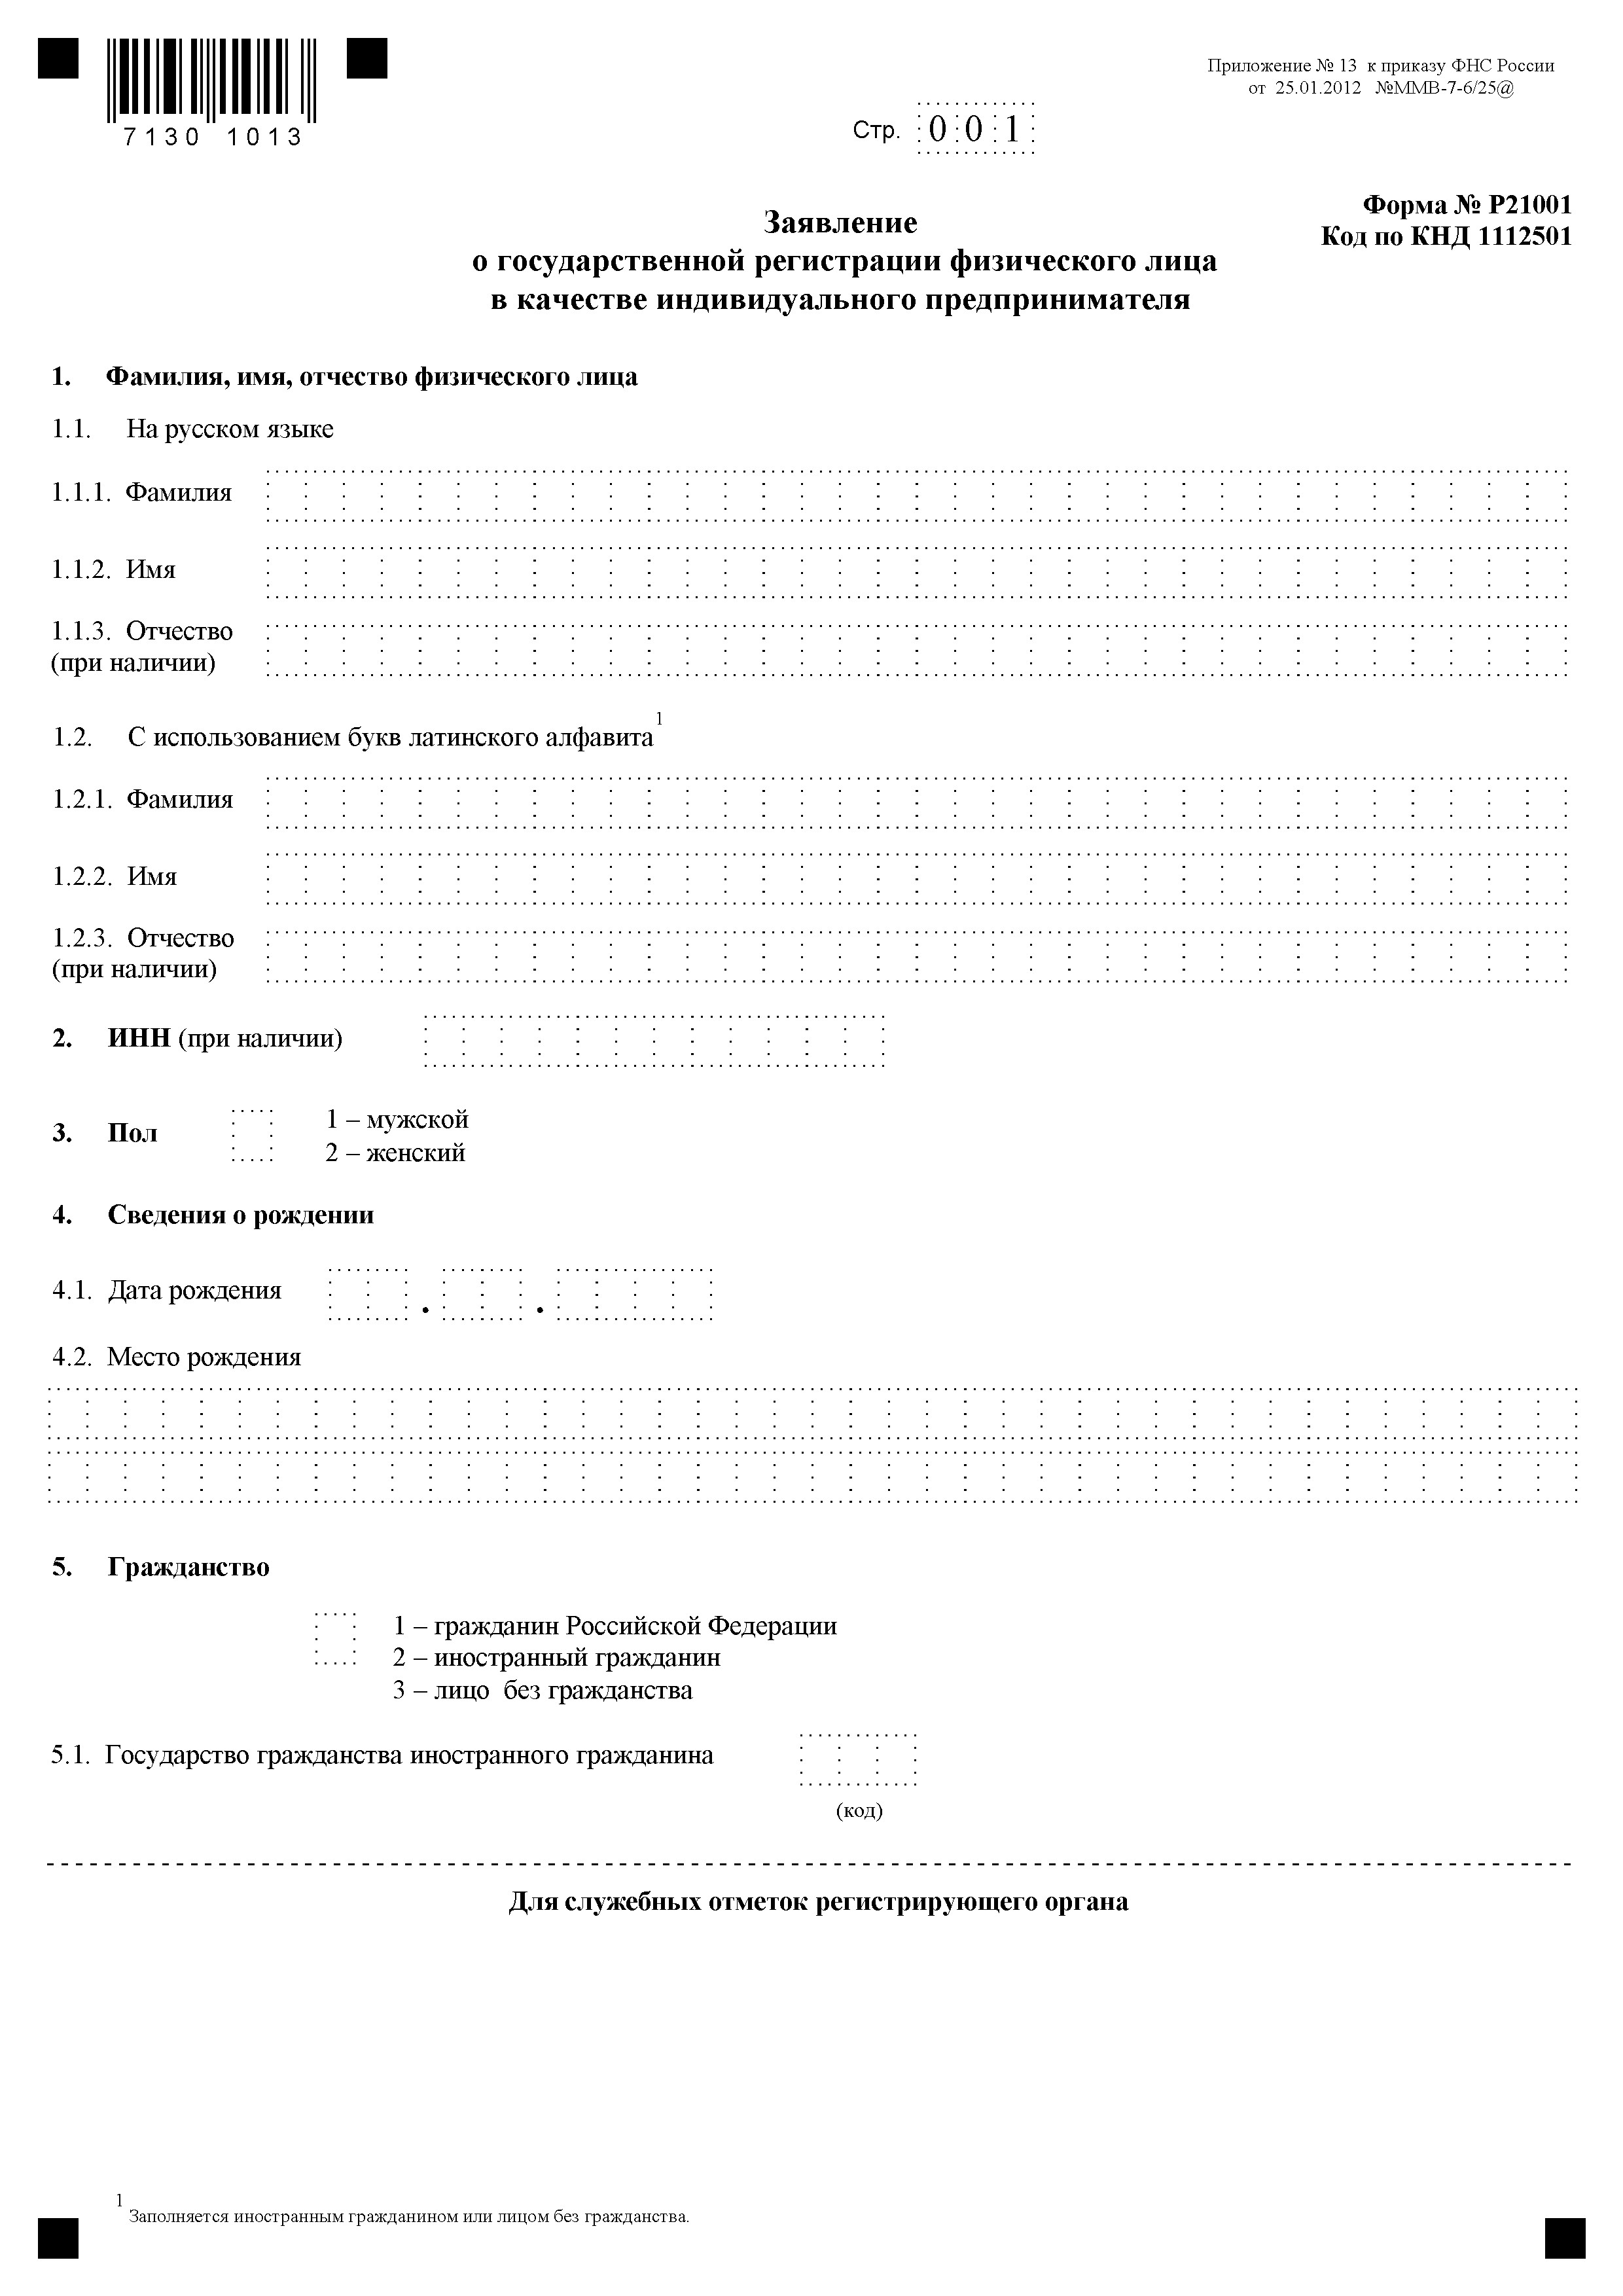 Приложение № 13 к приказу ФНС России
от 25.01.2012 №ММВ-7-6/25@
7130 1013
Стр. 001
Форма № Р21001
Код по КНД 1112501
Заявление
о государственной регистрации физического лица
в качестве индивидуального предпринимателя
1. Фамилия, имя, отчество физического лица
1.1. На русском языке
1.1.1. Фамилия
1.1.2. Имя
1.1.3. Отчество
(при наличии)
1.2. С использованием букв латинского алфавита 1
1.2.1. Фамилия
1.2.2. Имя
1.2.3. Отчество
(при наличии)
2. ИНН (при наличии)
3. Пол
1 – мужской
2 – женский
4. Сведения о рождении
4.1. Дата рождения . .
4.2. Место рождения
5. Гражданство
1 – гражданин Российской Федерации
2 – иностранный гражданин
3 – лицо без гражданства
5.1. Государство гражданства иностранного гражданина
(код)
Для служебных отметок регистрирующего органа
1 Заполняется иностранным гражданином или лицом без гражданства.